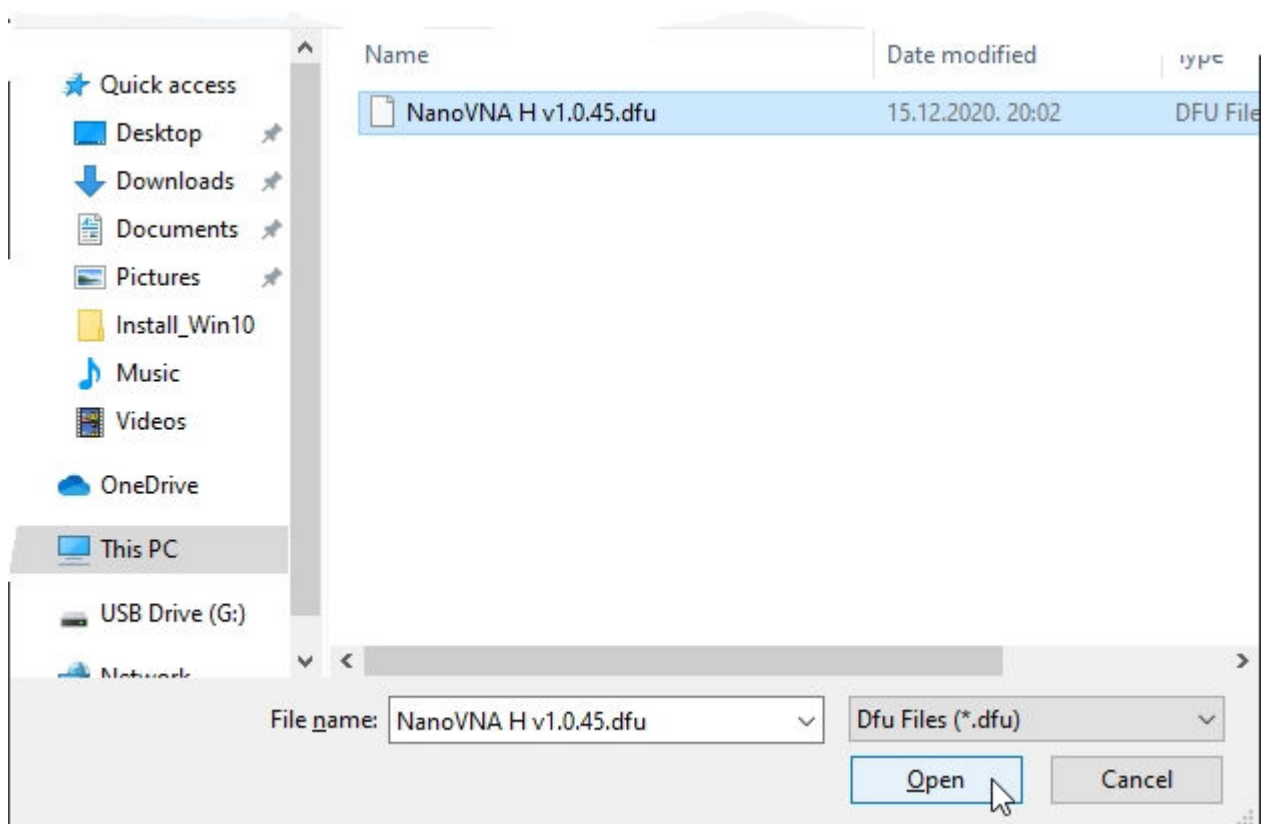 Name
Date modified
Type
Quick access
NanoVNA H v1.0.45.dfu
15.12.2020. 20:02
DFU File
Desktop
Downloads
Documents
Pictures
Install_Win10
Music
Videos
OneDrive
This PC
USB Drive (G:)
Network
File name:
NanoVNA H v1.0.45.dfu
Dfu Files (*.dfu)
Open
Cancel